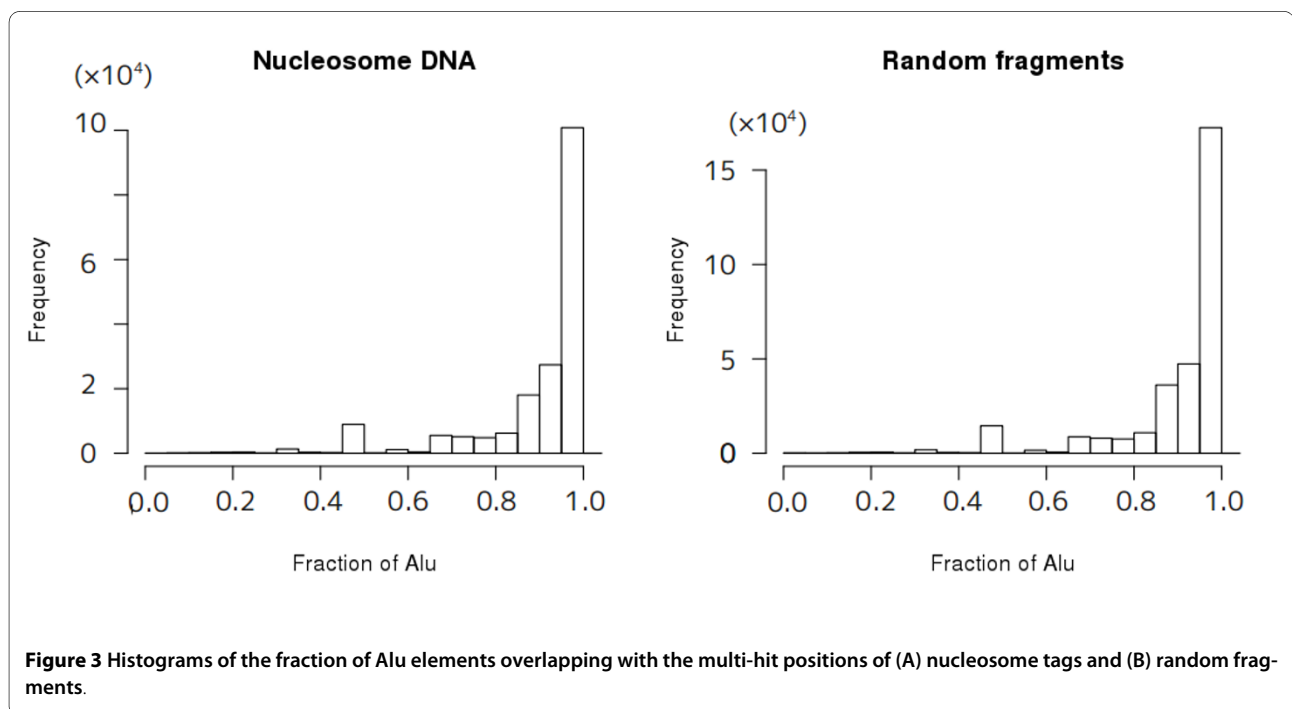 Nucleosome DNA
(×10⁴)
10
6
2
0
Frequency
0.0 0.2 0.4 0.6 0.8 1.0
Fraction of Alu
Random fragments
(×10⁴)
15
10
5
0
Frequency
0.0 0.2 0.4 0.6 0.8 1.0
Fraction of Alu
Figure 3 Histograms of the fraction of Alu elements overlapping with the multi-hit positions of (A) nucleosome tags and (B) random frag-
ments.